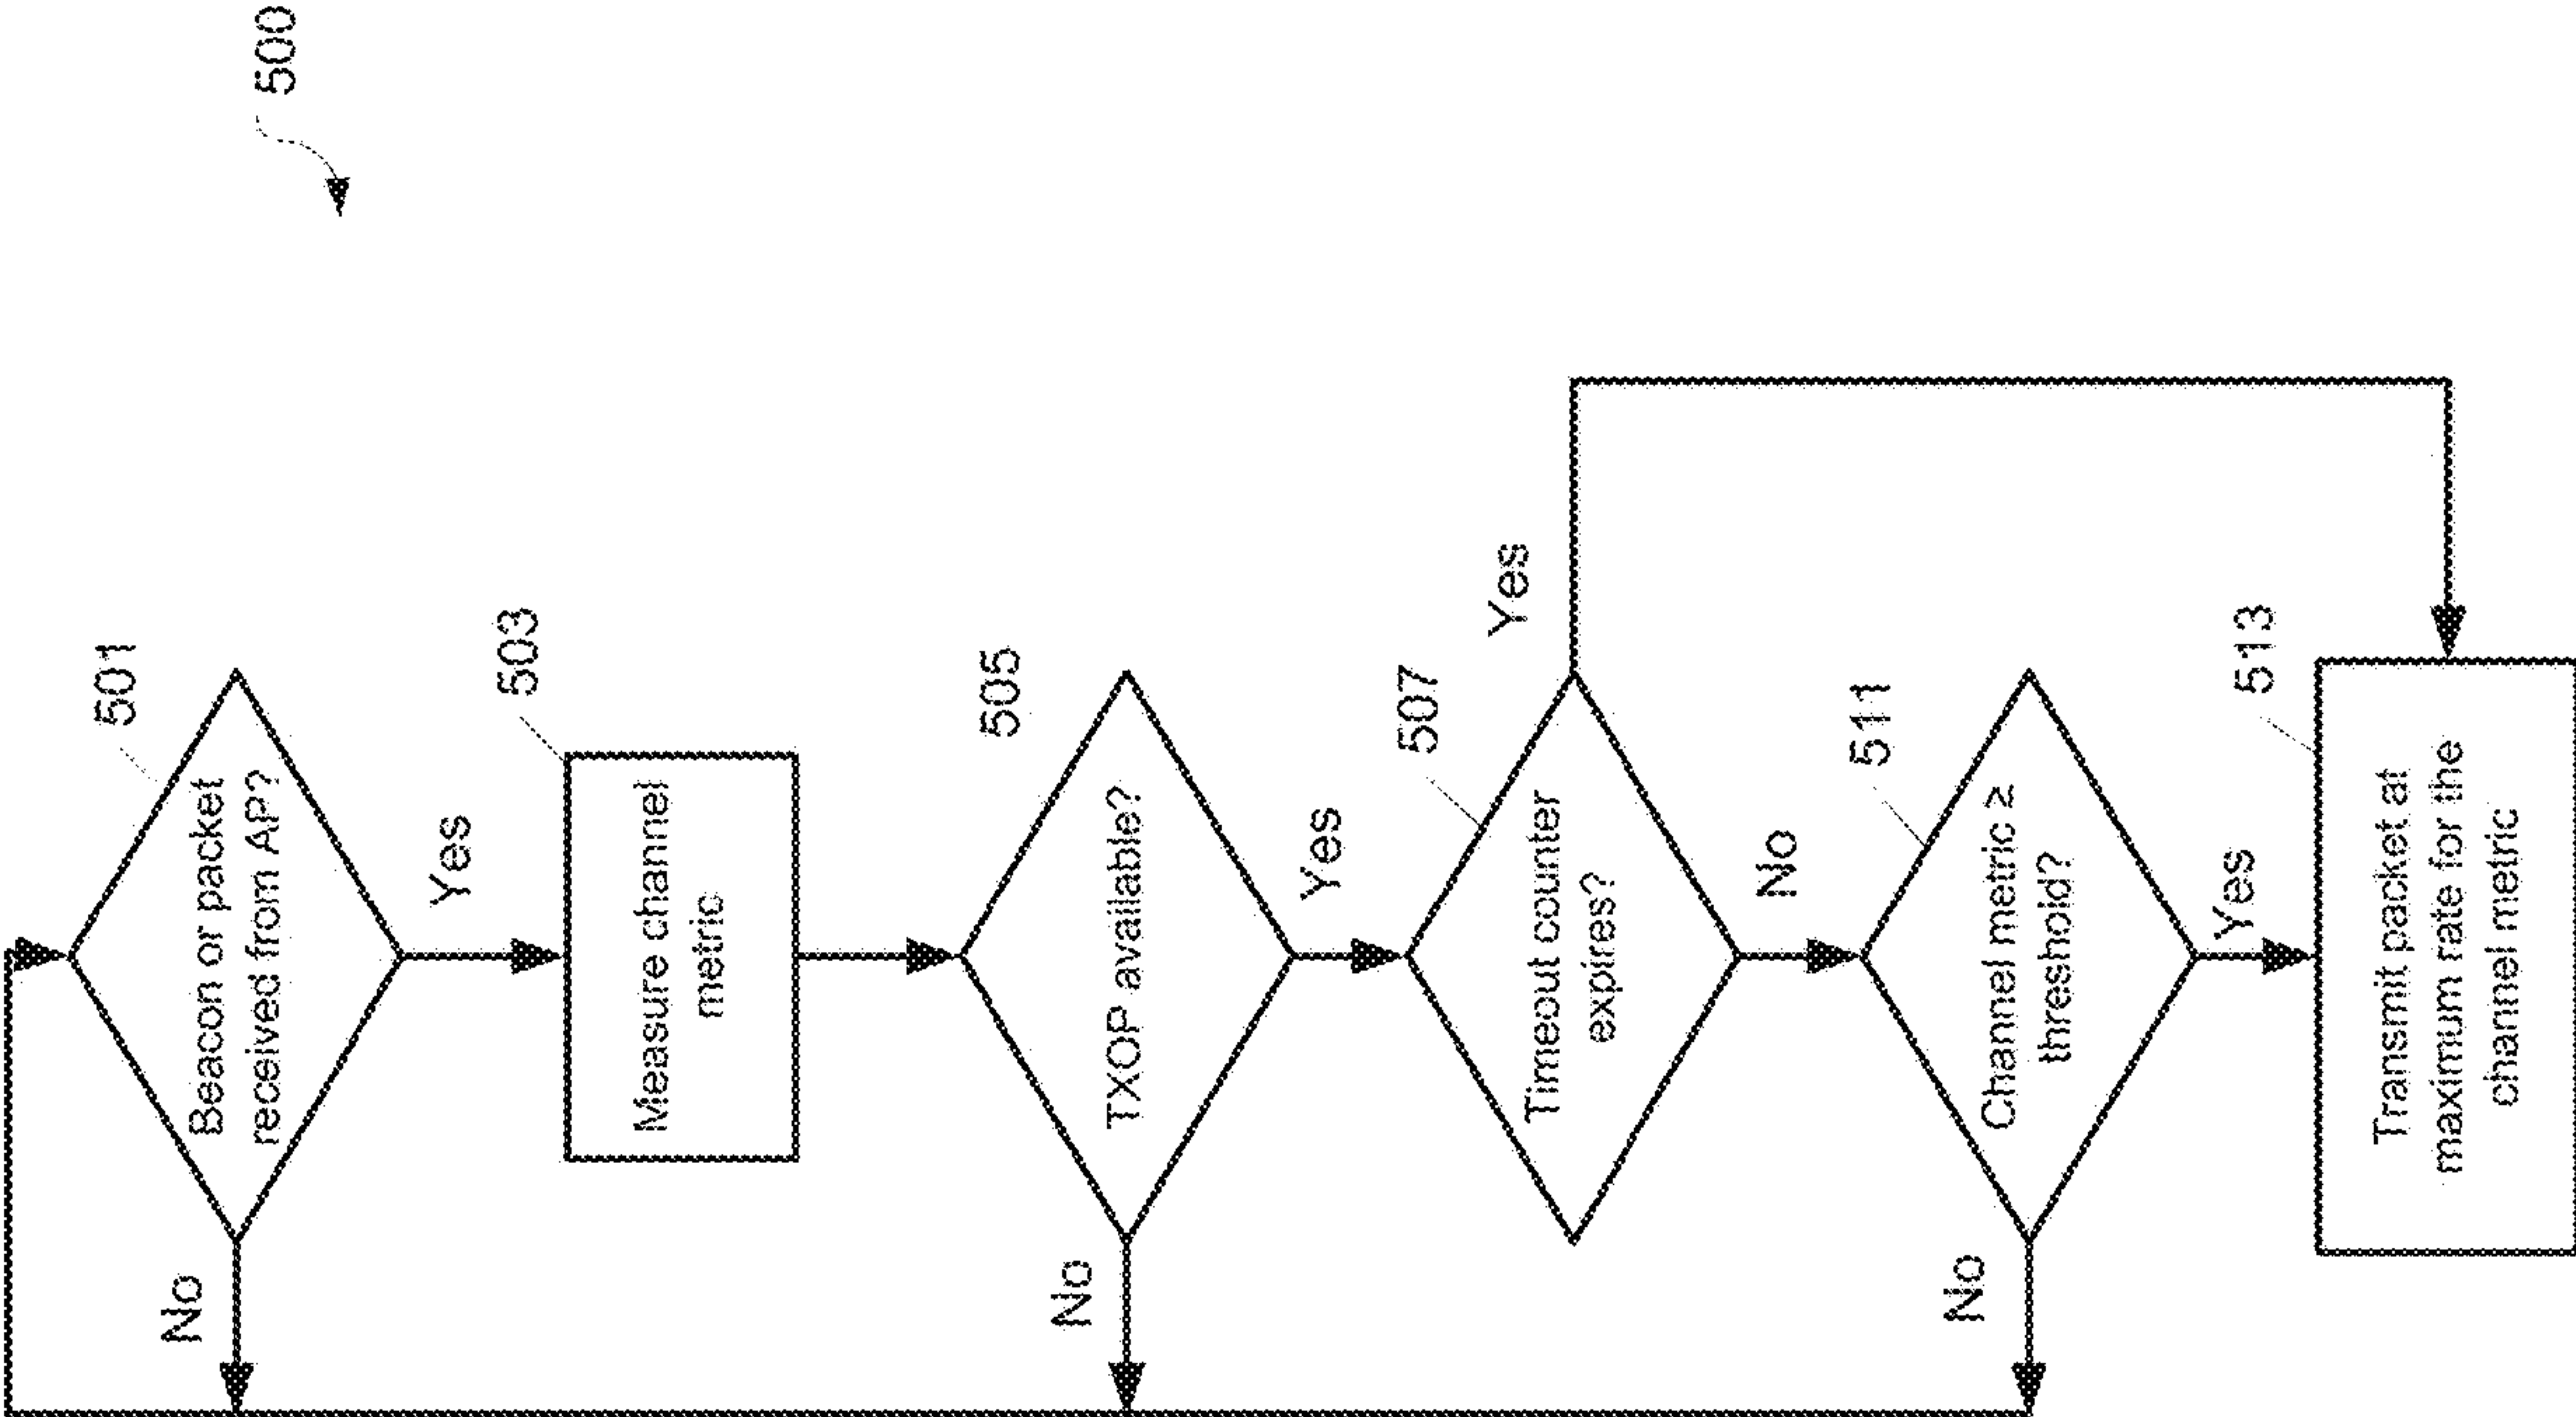 500
501
Beacon or packet
received from AP?
No
Yes
503
Measure channel
metric
505
TXOP available?
No
Yes
507
Timeout counter
expires?
Yes
No
511
Channel metric ≥
threshold?
No
Yes
513
Transmit packet at
maximum rate for the
channel metric